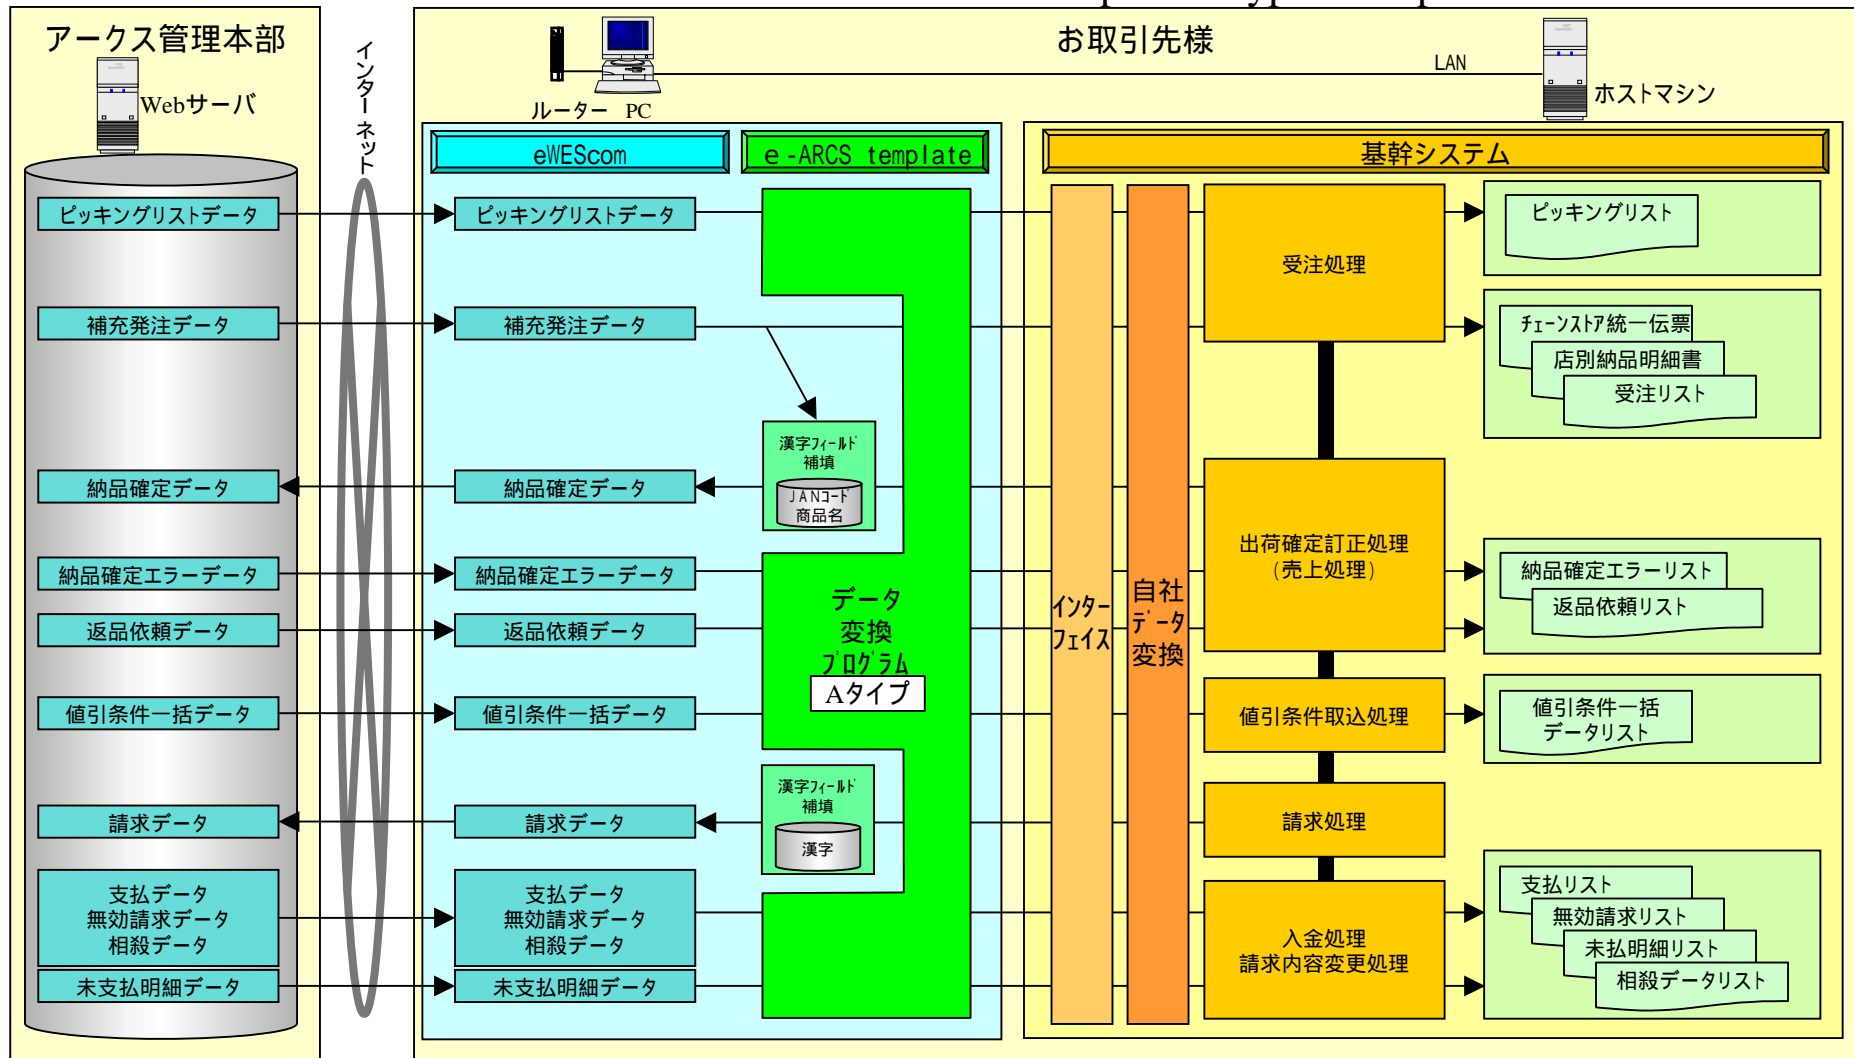 アークス管理本部
Webサーバ
インターネット
お取引先様
ルーター PC
LAN
ホストマシン
eWEScom
e-ARCS template
基幹システム
ピッキングリストデータ
補充発注データ
納品確定データ
納品確定エラーデータ
返品依頼データ
値引条件一括データ
請求データ
支払データ
無効請求データ
相殺データ
未支払明細データ
ピッキングリストデータ
補充発注データ
納品確定データ
納品確定エラーデータ
返品依頼データ
値引条件一括データ
請求データ
支払データ
無効請求データ
相殺データ
未支払明細データ
漢字フィールド
補填
JANコード
商品名
データ
変換
プログラム
Aタイプ
漢字フィールド
補填
漢字
インター
フェイス
自社
データ
変換
受注処理
出荷確定訂正処理
(売上処理)
値引条件取込処理
請求処理
入金処理
請求内容変更処理
ピッキングリスト
チェーンストア統一伝票
店別納品明細書
受注リスト
納品確定エラーリスト
返品依頼リスト
値引条件一括
データリスト
支払リスト
無効請求リスト
未払明細リスト
相殺データリスト